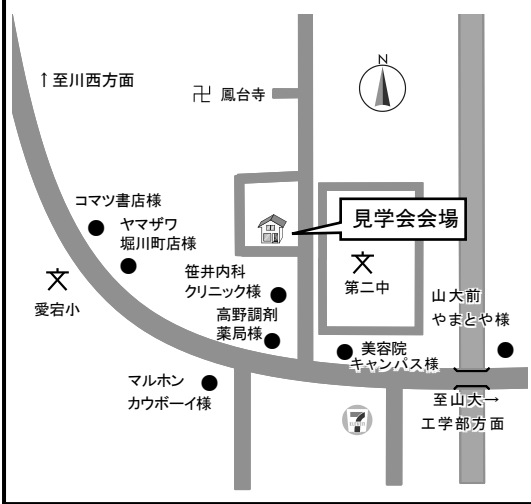 N
↑至川西方面
卍 鳳台寺
コマツ書店様
ヤマザワ
堀川町店様
見学会会場
愛宕小
笹井内科
クリニック様
高野調剤
薬局様
第二中
山大前
やまとや様
美容院
キャンパス様
マルホン
カウボーイ様
7
至山大→
工学部方面